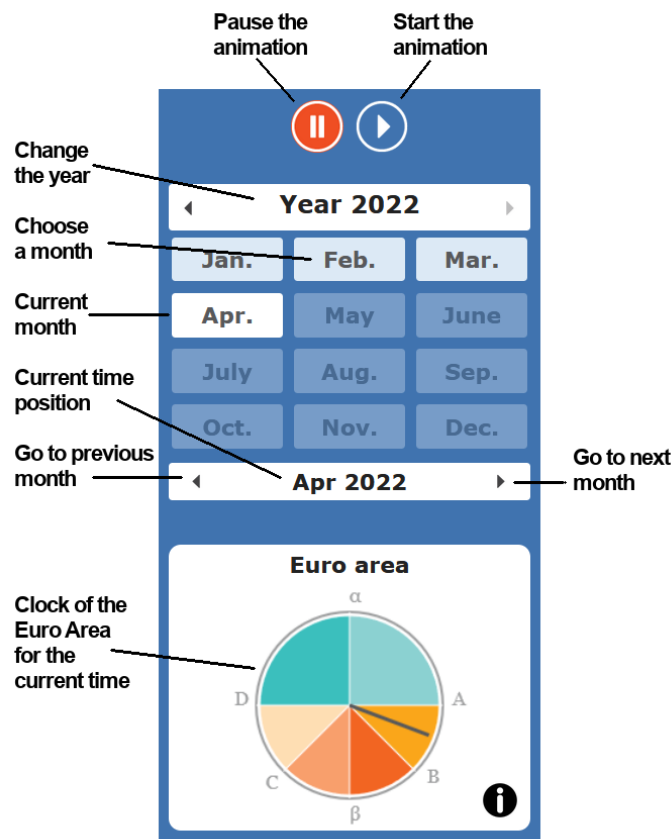 Pause the
animation
Start the
animation
Change
the year
Year 2022
Choose
a month
Jan.
Feb.
Mar.
Current
month
Apr.
May
June
Current time
position
July
Aug.
Sep.
Oct.
Nov.
Dec.
Go to previous
month
Apr 2022
Go to next
month
Euro area
Clock of the
Euro Area
for the
current time
α
D
A
C
B
β
i